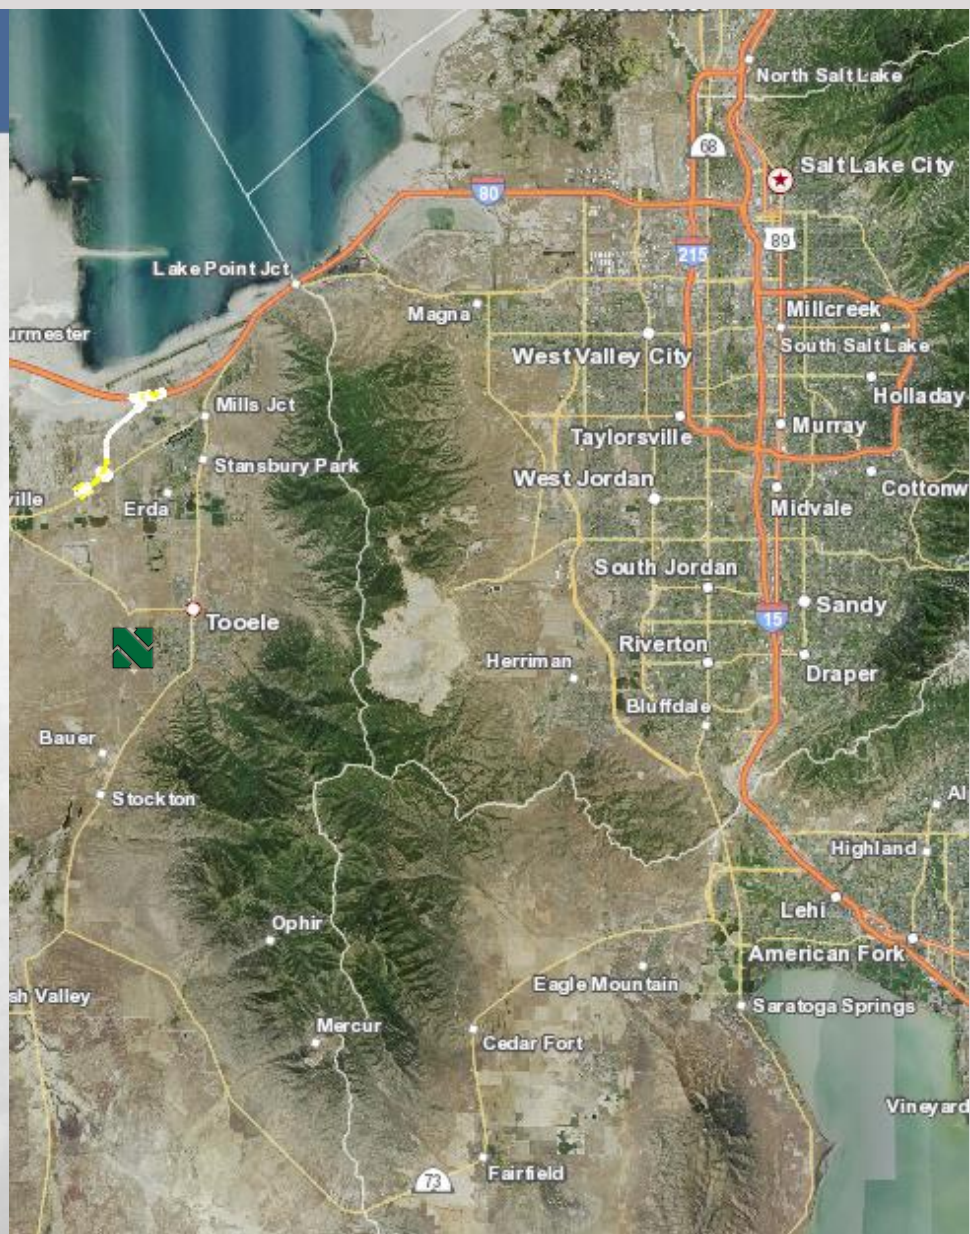 North Salt Lake
68
Salt Lake City
80
89
215
Lake Point Jct
Magna
Millcreek
urmester
South Salt Lake
West Valley City
Holladay
Mills Jct
Murray
Taylorsville
Stansbury Park
West Jordan
Cottonw
ville
Erda
Midvale
South Jordan
Sandy
15
Tooele
Riverton
Herriman
Draper
Bluffdale
Bauer
Stockton
Al
Highland
Lehi
Ophir
American Fork
Eagle Mountain
sh Valley
Saratoga Springs
Mercur
Cedar Fort
Vineyard
Fairfield
73